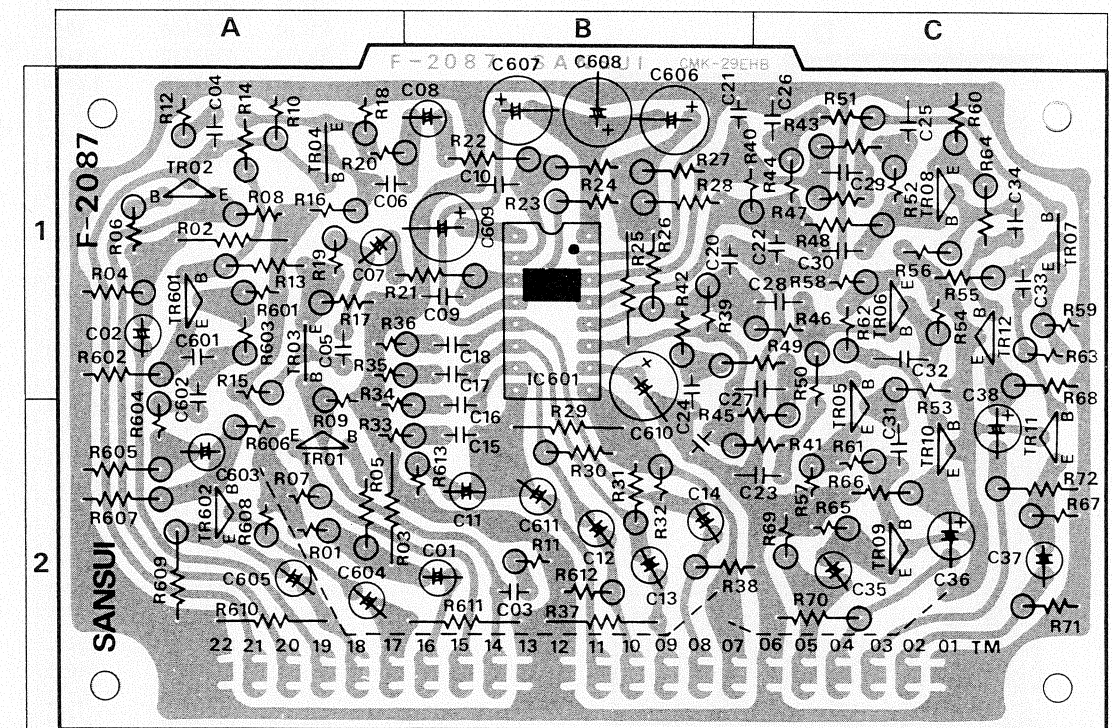 A B C
F-2087 SANSUI CMK-29EHB
C607 C608 C606
R12 C04 R14 R10 R18 C08 C21 C26 R51 C25 R60
R43
TR04 E B R20 R22 R27 R40 R44 R64
TR02 B E C10 R24 C29 R52 TR08 B E C34
C06 R23 R28
F-2087
R06 R08 R16 R47
1
R02 C609 R25 R26 C20 C22 R48 TR07 B E
R19 C07 C30 R56
R04 R13 R21 C09 R42 C28 R58 R55 C33
TR601 B E R601 R17 R39 R62 TR06 B E R54 R59
C02 C601 R603 TR03 E B C05 R36 C18 R46 TR12 B E
R602 R35 C17 R49 C32 R63
C602 R15 R34 IC601 C27 R50 R53 R68
R604 R09 C16 C24 TR05 B E C38
R606 E B R33 C15 R29 C610 R45 C31 TR11 B E
R605 C603 TR01 R613 R30 R41 R61 TR10 B E
R07 R05 R31 C23 R66 R72
R607 TR602 B E R608 C11 C611 C14 R57 R67
R01 R03 C12 R32 R69 R65 TR09 B E
2
SANSUI
R609 C605 C604 C01 R11 C13 R38 C35 C36 C37
C03 R612
R610 R611 R37 R70 R71
22 21 20 19 18 17 16 15 14 13 12 11 10 09 08 07 06 05 04 03 02 01 TM